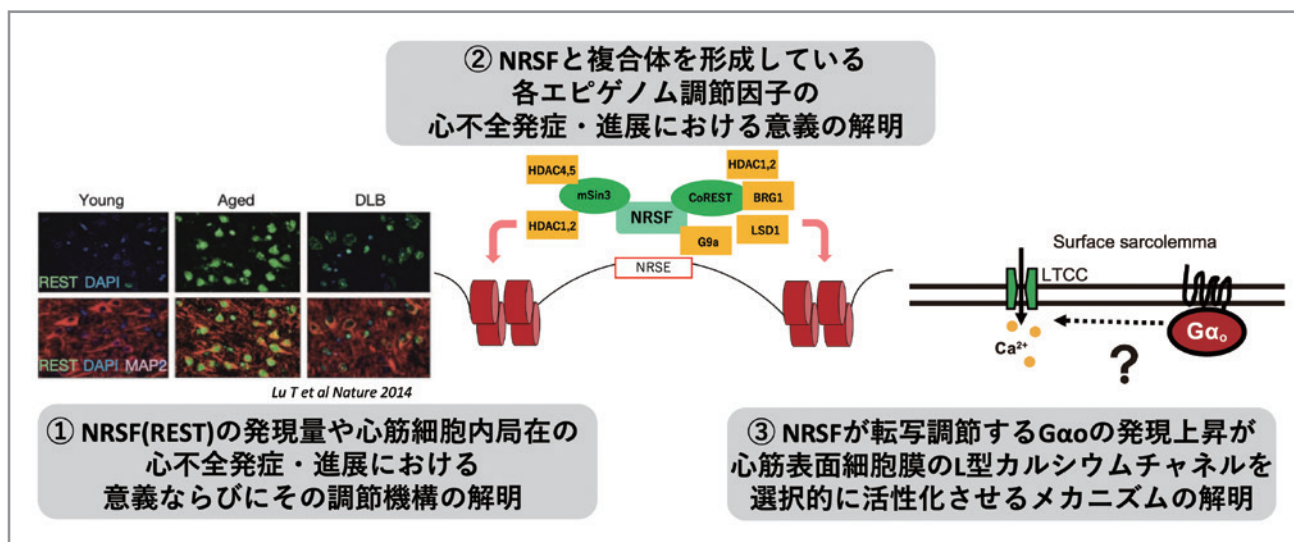 ② NRSFと複合体を形成している
各エピゲノム調節因子の
心不全発症・進展における意義の解明
HDAC4,5
mSin3
HDAC1,2
NRSF
CoREST
HDAC1,2
BRG1
LSD1
G9a
NRSE
Young
Aged
DLB
REST DAPI
REST DAPI MAP2
Lu T et al Nature 2014
Surface sarcolemma
LTCC
Ca²⁺
Gαₒ
?
① NRSF(REST)の発現量や心筋細胞内局在の
心不全発症・進展における
意義ならびにその調節機構の解明
③ NRSFが転写調節するGαoの発現上昇が
心筋表面細胞膜のL型カルシウムチャネルを
選択的に活性化させるメカニズムの解明